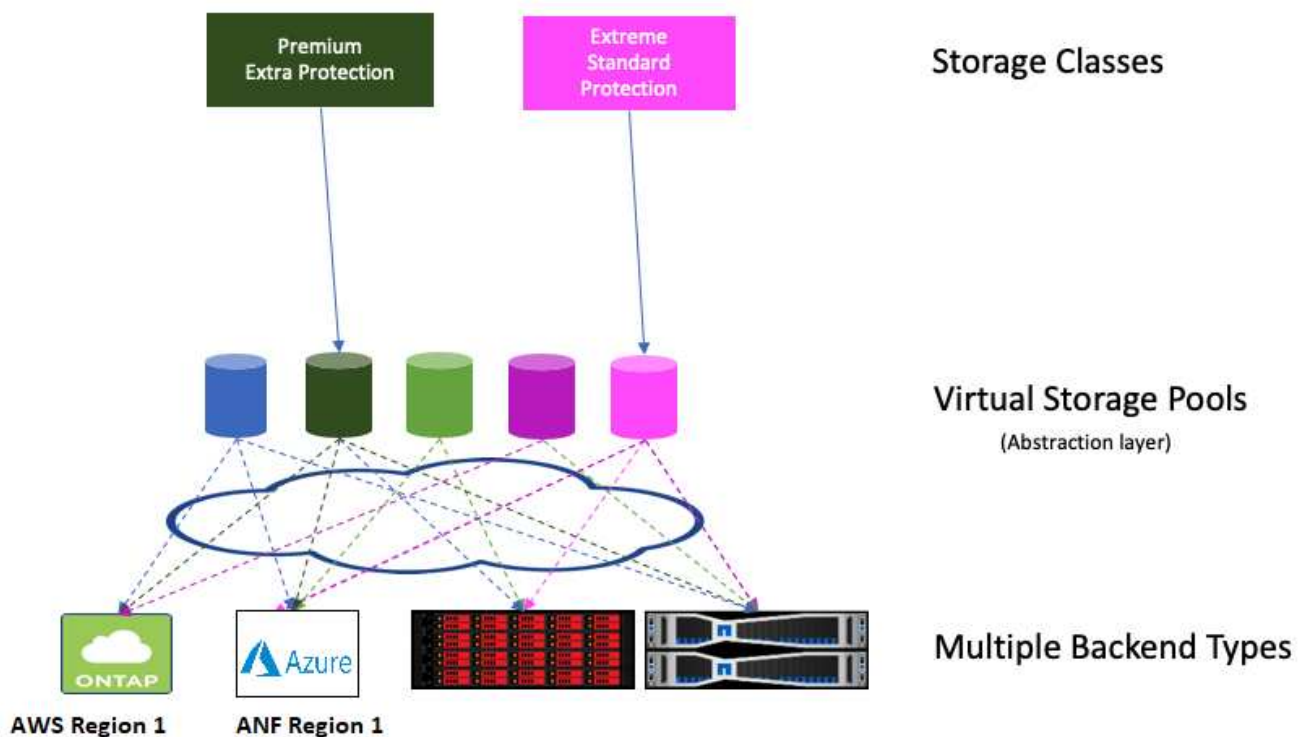 Premium
Extra Protection
Extreme
Standard
Protection
Storage Classes
Virtual Storage Pools
(Abstraction layer)
ONTAP
Azure
Multiple Backend Types
AWS Region 1
ANF Region 1